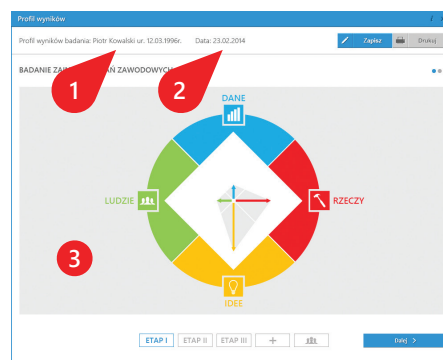 Profil wyników
Profil wyników badania: Piotr Kowalski ur. 12.03.1996r. Data: 23.02.2014
Zapisz
Drukuj
BADANIE ZAWODOWYCH
1
2
DANE
LUDZIE
RZECZY
3
IDEE
ETAP I
ETAP II
ETAP III
+
Dalej >